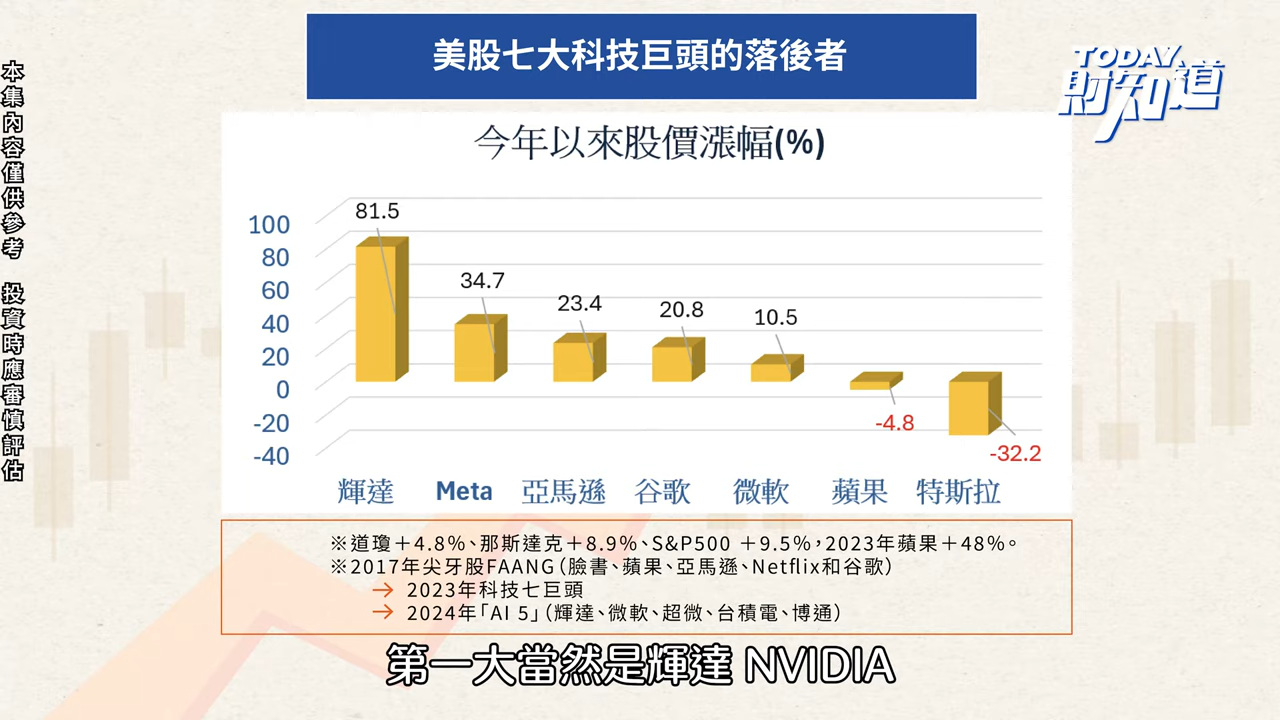 美股七大科技巨頭的落後者
TODAY
財知道
本集內容僅供參考 投資時應審慎評估
今年以來股價漲幅(%)
100
80
60
40
20
0
-20
-40
81.5
34.7
23.4
20.8
10.5
-4.8
-32.2
輝達 Meta 亞馬遜 谷歌 微軟 蘋果 特斯拉
※道瓊+4.8%、那斯達克+8.9%、S&P500 +9.5%,2023年蘋果+48%。
※2017年尖牙股FAANG(臉書、蘋果、亞馬遜、Netflix和谷歌)
→ 2023年科技七巨頭
→ 2024年「AI 5」(輝達、微軟、超微、台積電、博通)
第一大當然是輝達 NVIDIA